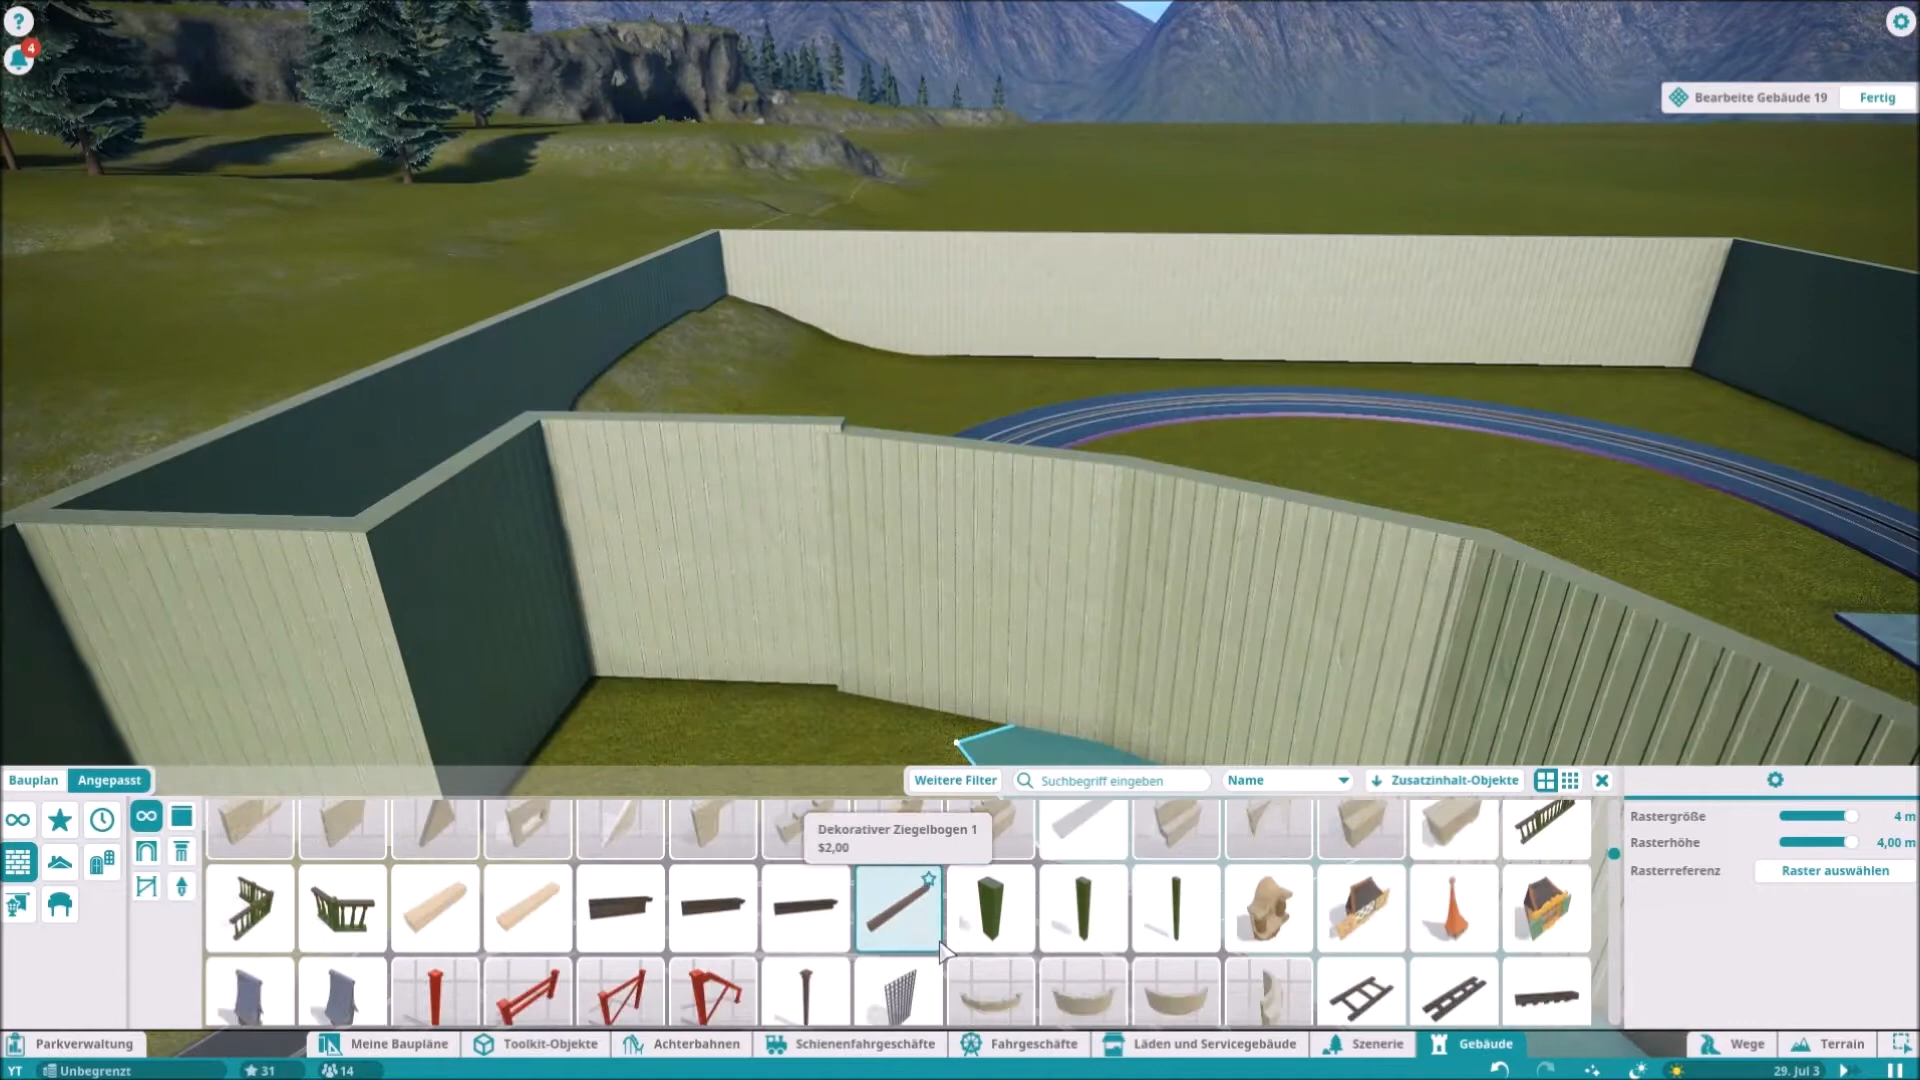 ?
4
Bearbeite Gebäude 19
Fertig
Bauplan
Angepasst
Weitere Filter
Suchbegriff eingeben
Name
Zusatzinhalt-Objekte
Dekorativer Ziegelbogen 1
$2,00
Rastergröße
4 m
Rasterhöhe
4,00 m
Rasterreferenz
Raster auswählen
Parkverwaltung
Meine Baupläne
Toolkit-Objekte
Achterbahnen
Schienenfahrgeschäfte
Fahrgeschäfte
Läden und Servicegebäude
Szenerie
Gebäude
Wege
Terrain
YT
Unbegrenzt
31
14
29. Jul 3